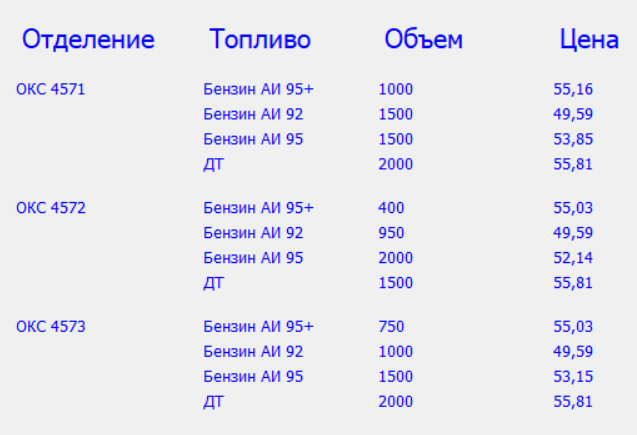 Отделение Топливо Объем Цена
ОКС 4571 Бензин АИ 95+ 1000 55,16
Бензин АИ 92 1500 49,59
Бензин АИ 95 1500 53,85
ДТ 2000 55,81
ОКС 4572 Бензин АИ 95+ 400 55,03
Бензин АИ 92 950 49,59
Бензин АИ 95 2000 52,14
ДТ 1500 55,81
ОКС 4573 Бензин АИ 95+ 750 55,03
Бензин АИ 92 1000 49,59
Бензин АИ 95 1500 53,15
ДТ 2000 55,81